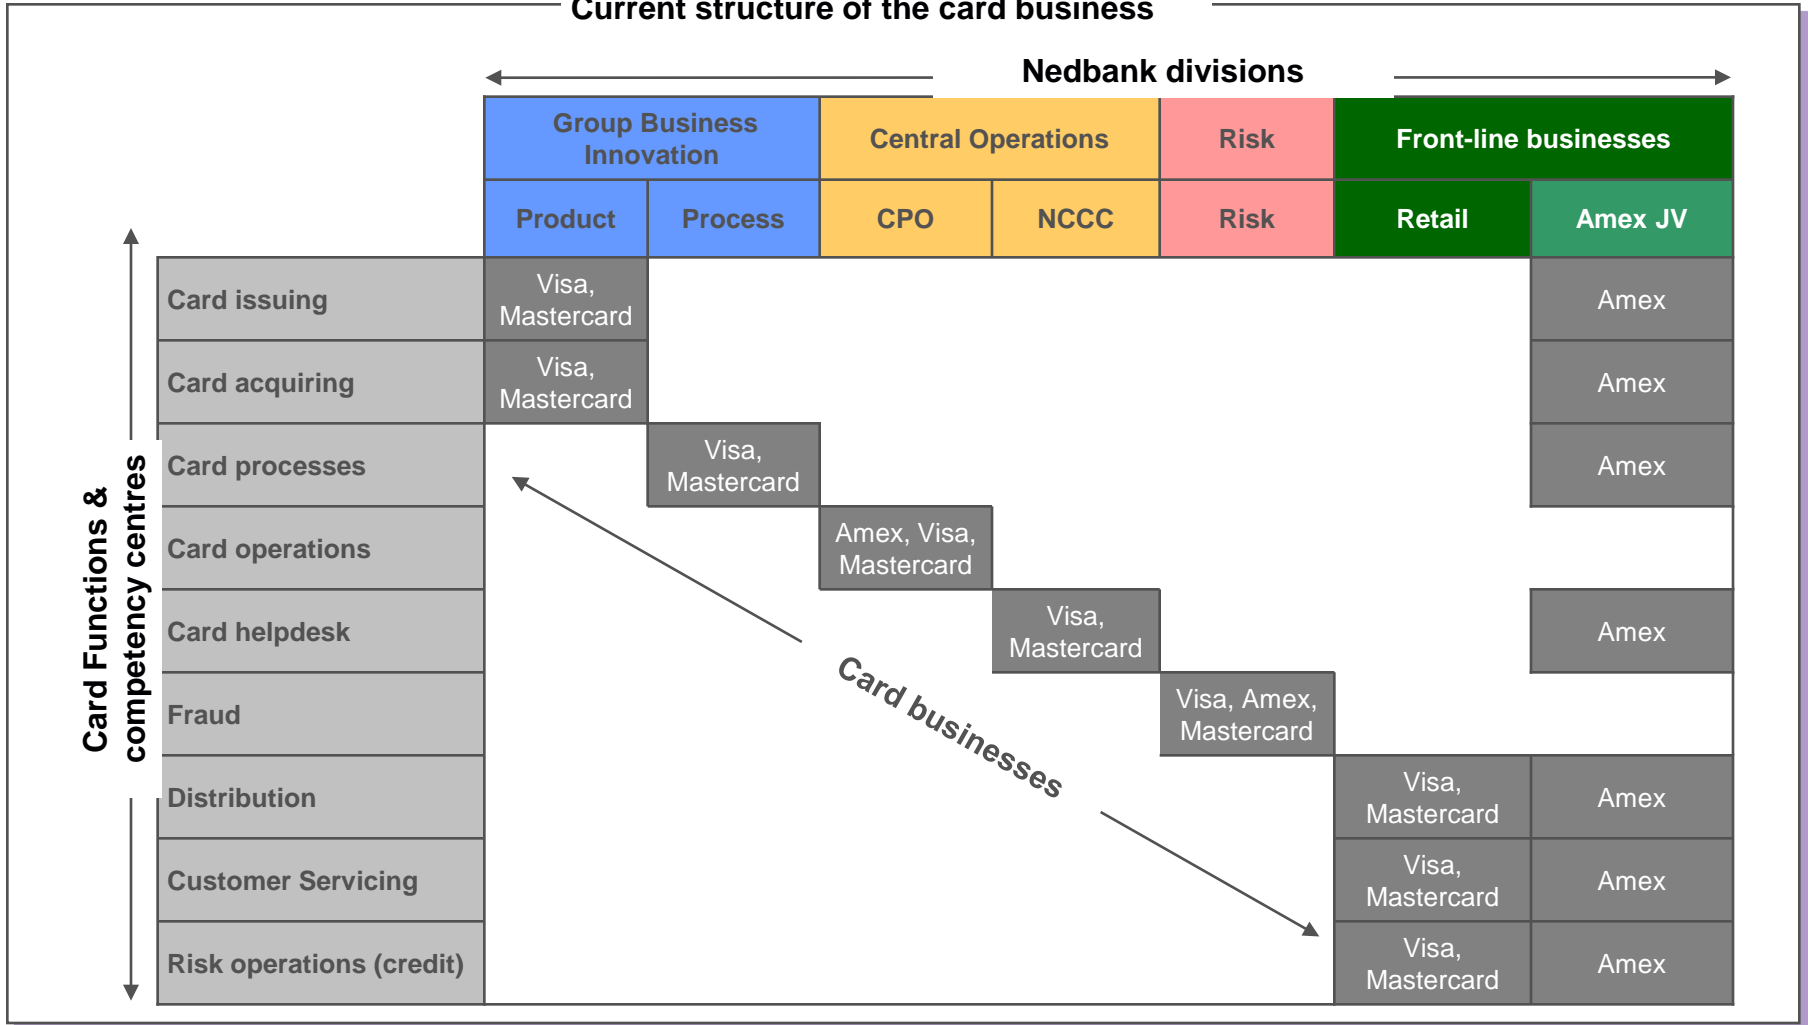 Current structure of the card business
Nedbank divisions
Group Business
Innovation
Central Operations
Risk
Front-line businesses
Product
Process
CPO
NCCC
Risk
Retail
Amex JV
Card Functions &
competency centres
Card issuing
Visa,
Mastercard
Amex
Card acquiring
Visa,
Mastercard
Amex
Card processes
Visa,
Mastercard
Amex
Card operations
Amex, Visa,
Mastercard
Card helpdesk
Visa,
Mastercard
Amex
Card businesses
Fraud
Visa, Amex,
Mastercard
Distribution
Visa,
Mastercard
Amex
Customer Servicing
Visa,
Mastercard
Amex
Risk operations (credit)
Visa,
Mastercard
Amex